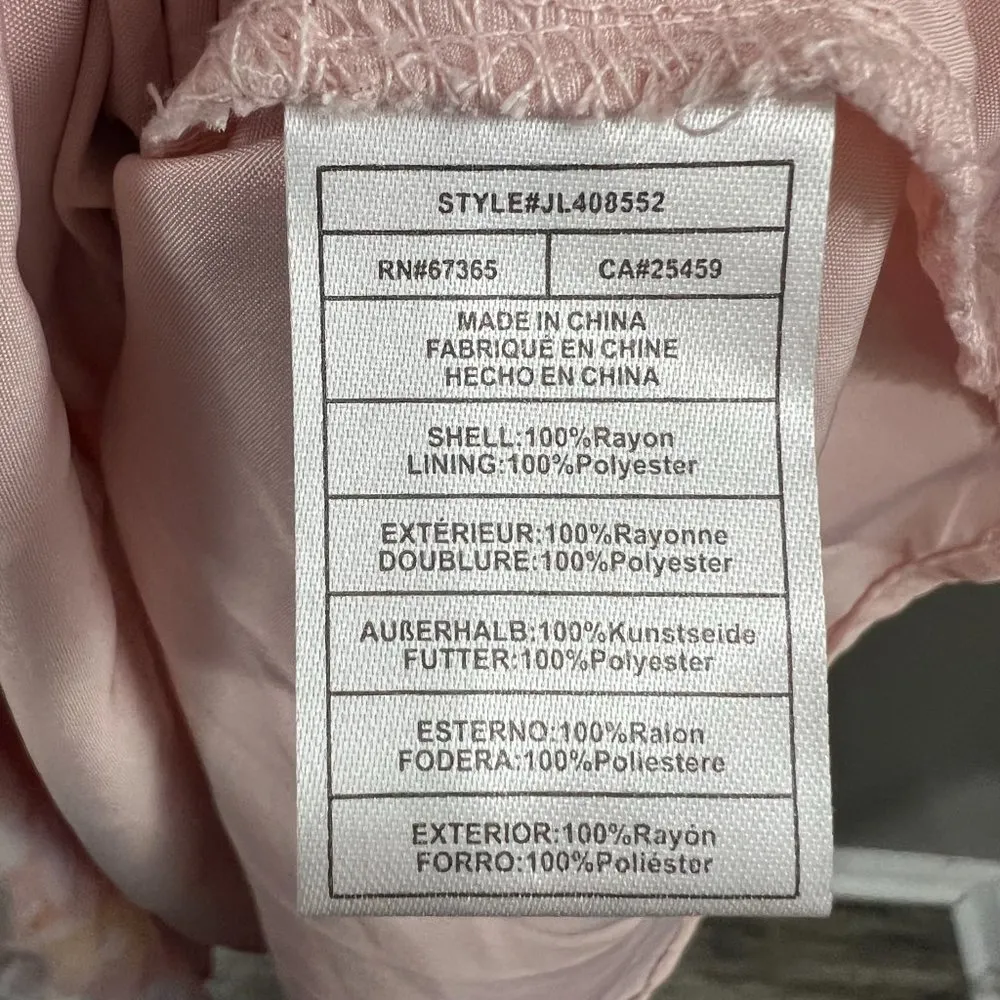 STYLE#JL408552
RN#67365 CA#25459
MADE IN CHINA
FABRIQUÉ EN CHINE
HECHO EN CHINA
SHELL:100%Rayon
LINING:100%Polyester
EXTÉRIEUR:100%Rayonne
DOUBLURE:100%Polyester
AUßERHALB:100%Kunstseide
FUTTER:100%Polyester
ESTERNO:100%Raion
FODERA:100%Poliestere
EXTERIOR:100%Rayón
FORRO:100%Poliéstor